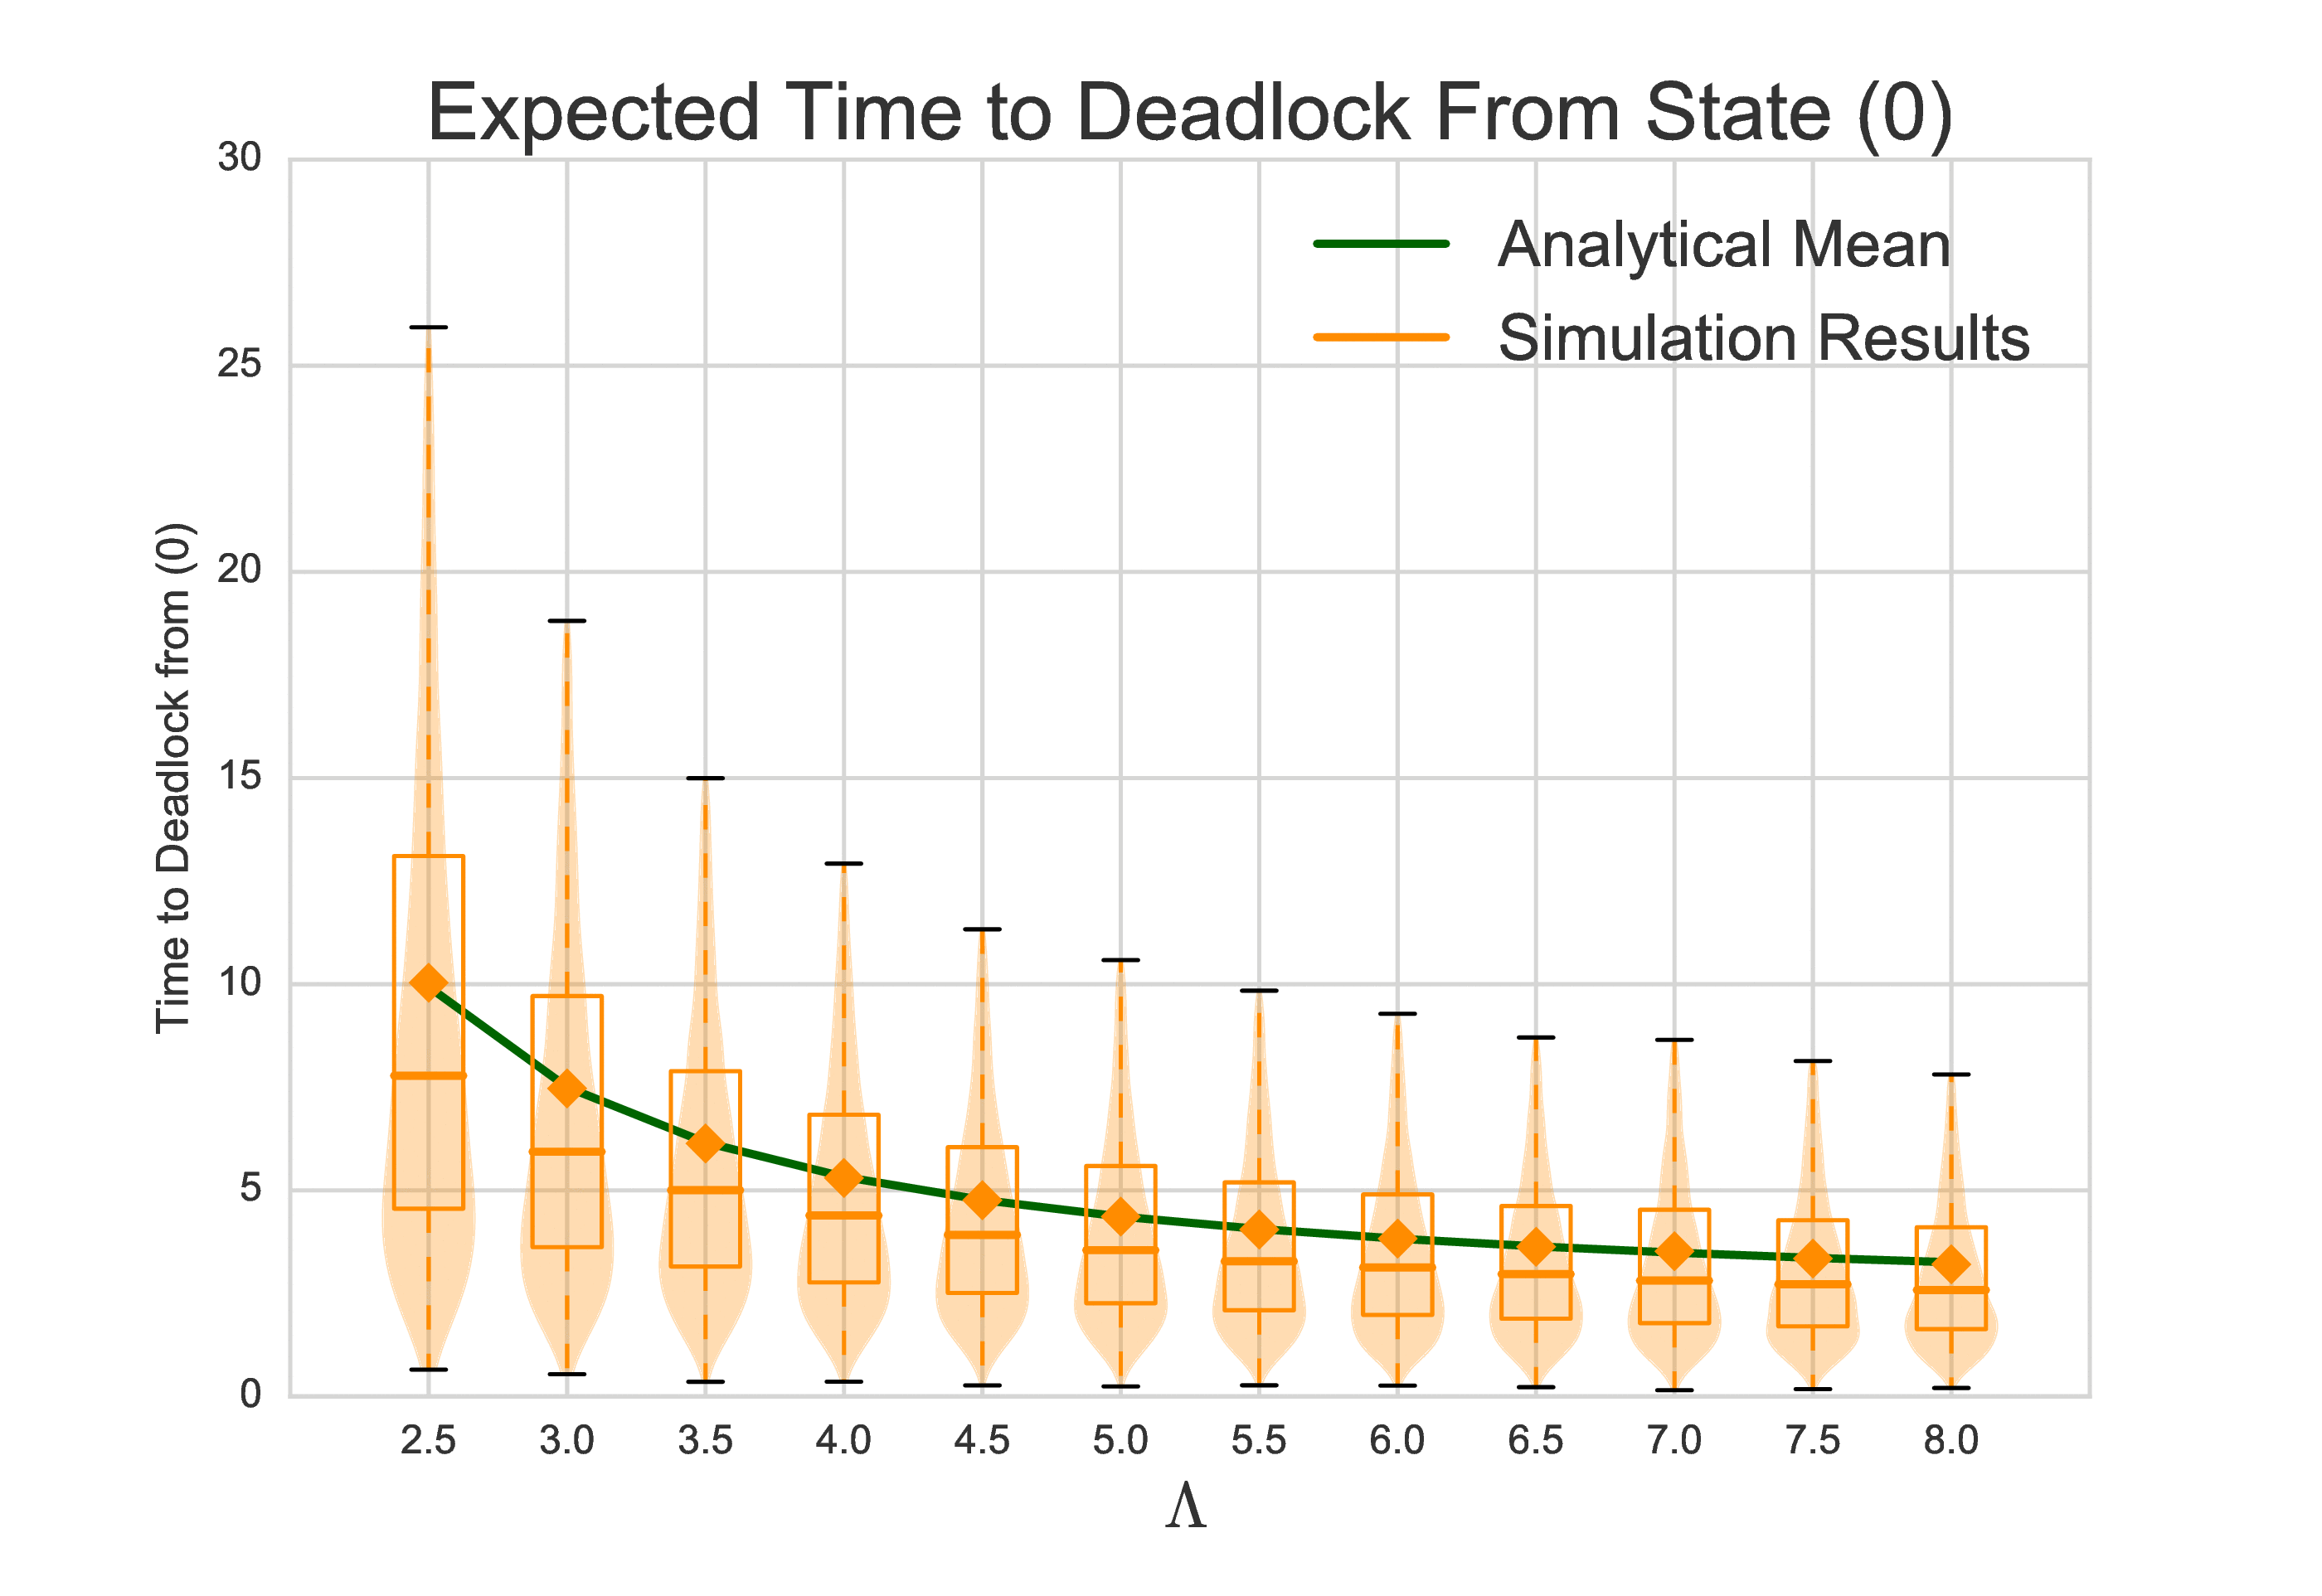 Expected Time to Deadlock From State (0)
Analytical Mean
Simulation Results
Time to Deadlock from (0)
30
25
20
15
10
5
0
2.5 3.0 3.5 4.0 4.5 5.0 5.5 6.0 6.5 7.0 7.5 8.0
Λ